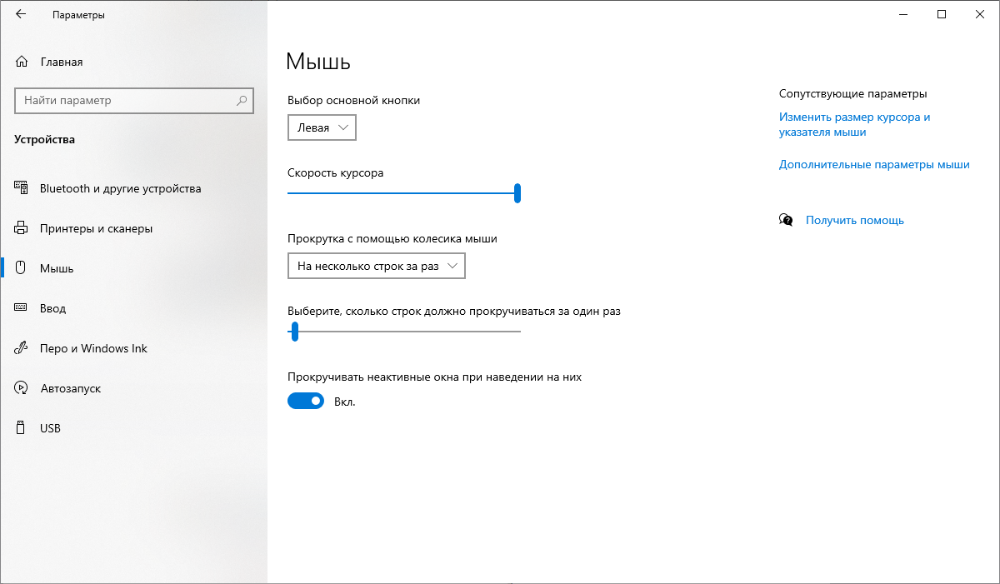 Параметры
Главная
Найти параметр
Устройства
Bluetooth и другие устройства
Принтеры и сканеры
Мышь
Ввод
Перо и Windows Ink
Автозапуск
USB
Мышь
Выбор основной кнопки
Левая
Скорость курсора
Прокрутка с помощью колесика мыши
На несколько строк за раз
Выберите, сколько строк должно прокручиваться за один раз
Прокручивать неактивные окна при наведении на них
Вкл.
Сопутствующие параметры
Изменить размер курсора и
указателя мыши
Дополнительные параметры мыши
Получить помощь